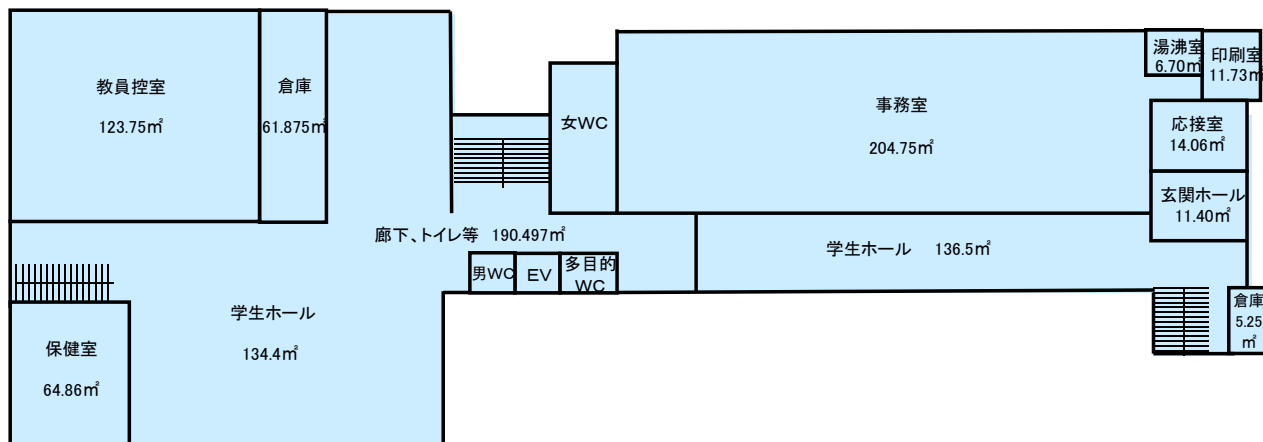 教員控室
123.75㎡
倉庫
61.875㎡
女WC
事務室
204.75㎡
湯沸室
6.70㎡
印刷室
11.73㎡
応接室
14.06㎡
玄関ホール
11.40㎡
廊下、トイレ等 190.497㎡
学生ホール 136.5㎡
男WC
EV
多目的
WC
学生ホール
134.4㎡
保健室
64.86㎡
倉庫
5.25
㎡